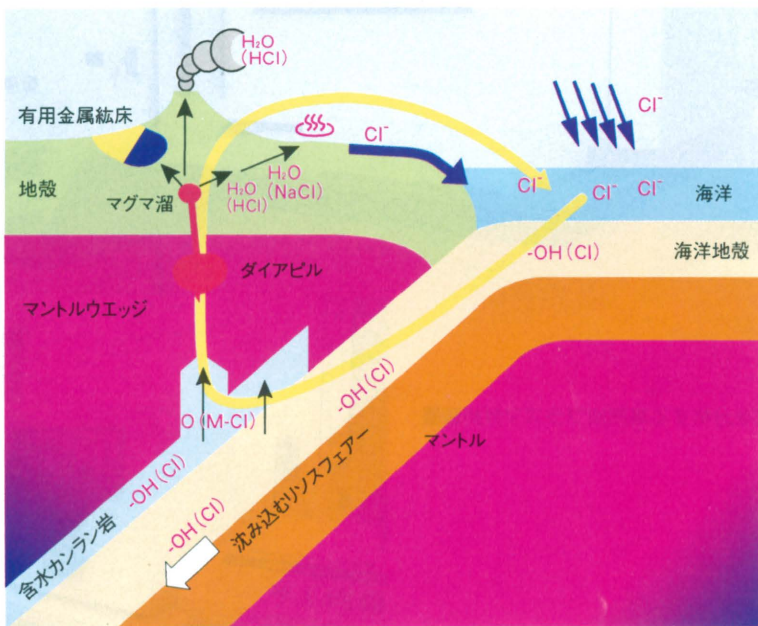 H₂O
(HCl)
有用金属鉱床
Cl⁻
Cl⁻
地殻
マグマ溜
H₂O
(HCl)
H₂O
(NaCl)
Cl⁻
Cl⁻
Cl⁻
海洋
-OH(Cl)
海洋地殻
ダイアピル
マントルウエッジ
-OH(Cl)
O(M-Cl)
マントル
-OH(Cl)
-OH(Cl)
沈み込むリソスフェアー
含水カンラン岩